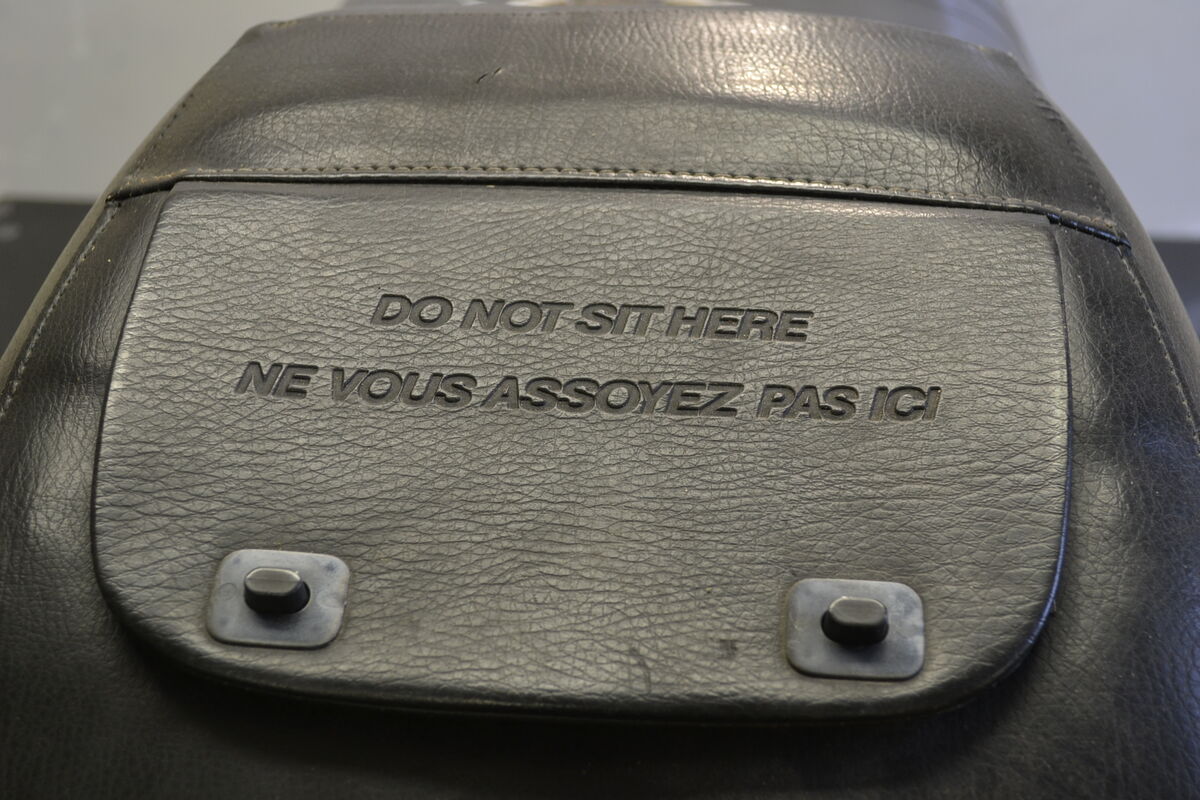 DO NOT SIT HERE
NE VOUS ASSOYEZ PAS ICI